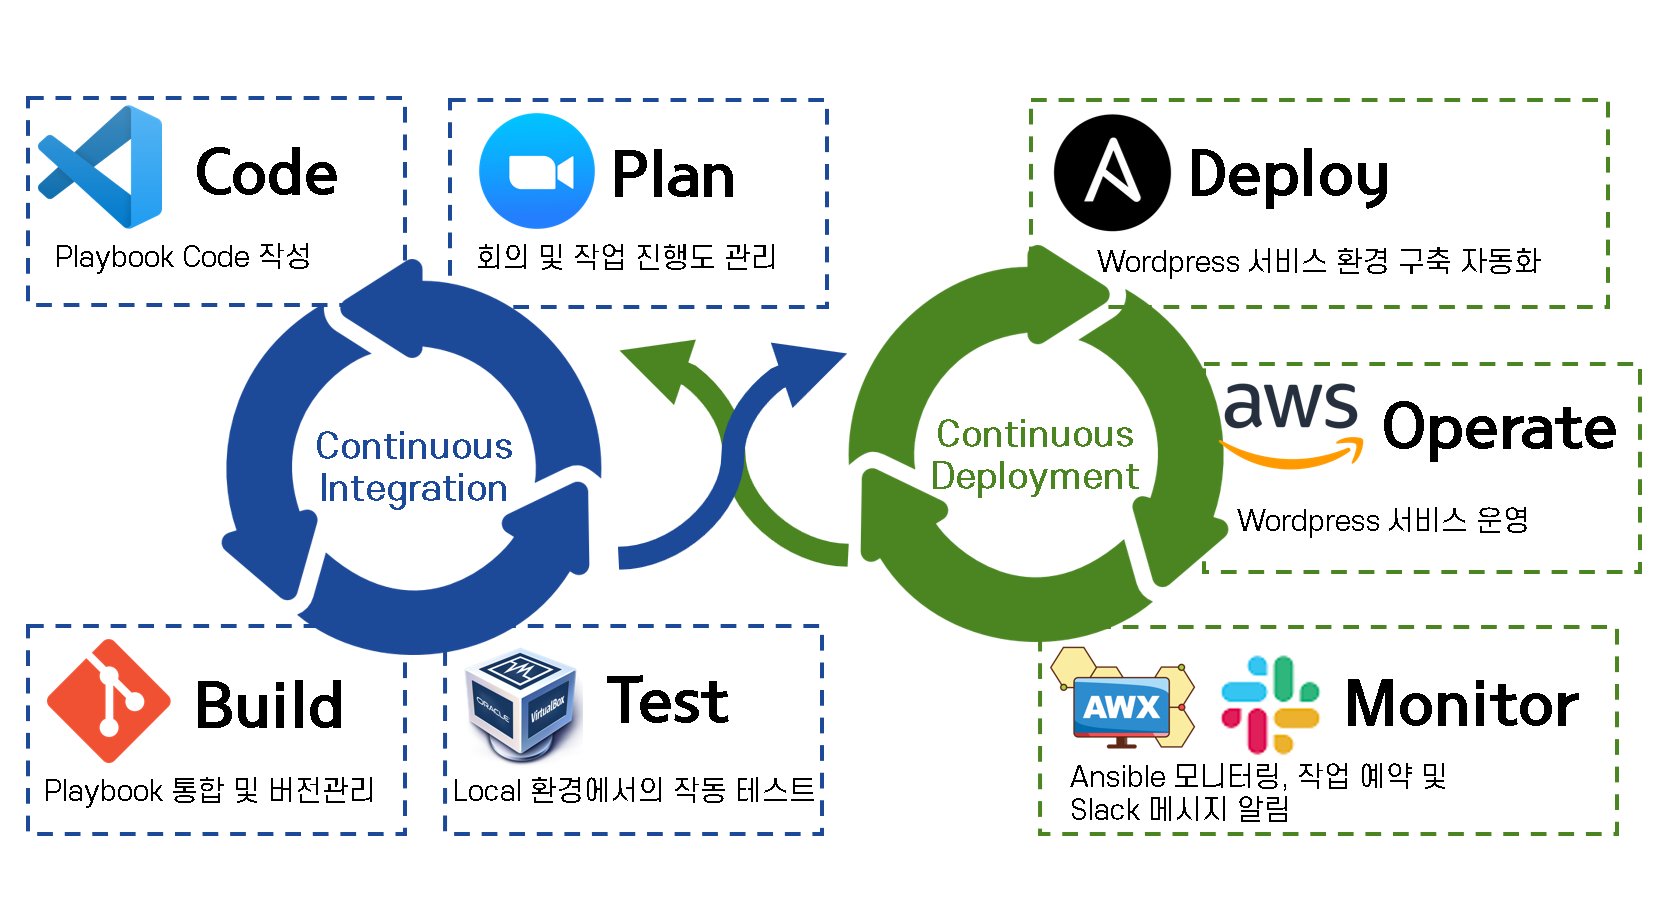 Code
Playbook Code 작성
Plan
회의 및 작업 진행도 관리
Deploy
Wordpress 서비스 환경 구축 자동화
Continuous
Integration
Continuous
Deployment
aws
Operate
Wordpress 서비스 운영
Build
Playbook 통합 및 버전관리
ORACLE
VirtualBox
Test
Local 환경에서의 작동 테스트
AWX
Monitor
Ansible 모니터링, 작업 예약 및
Slack 메시지 알림